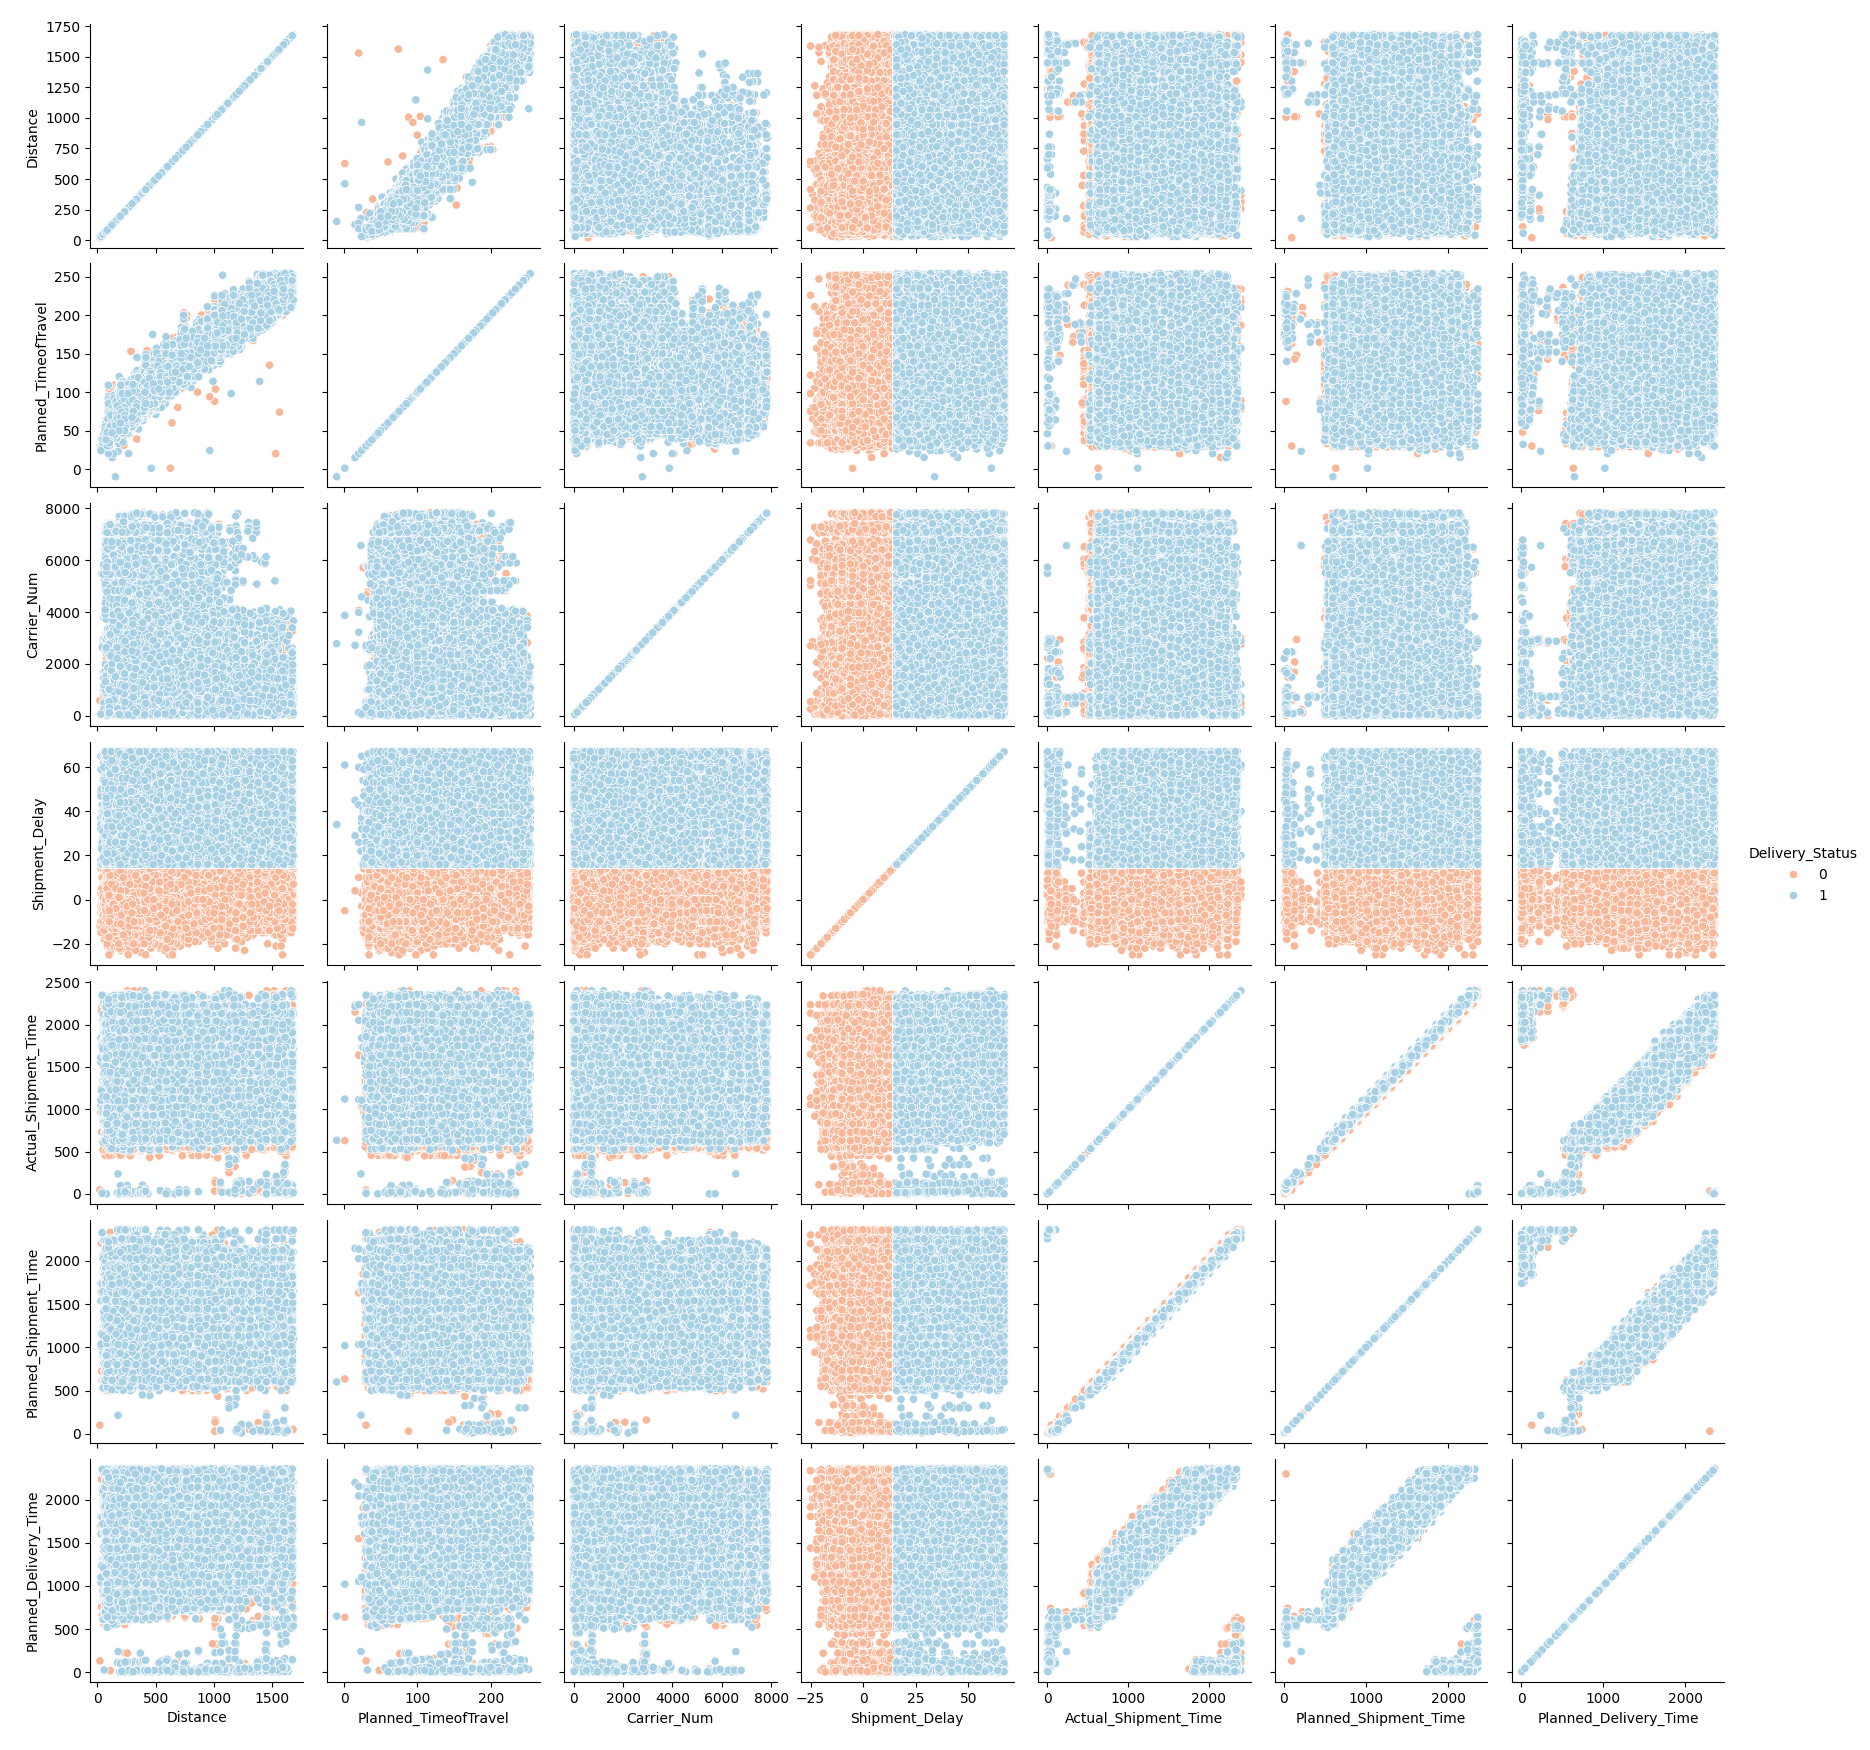 1750
1500
1250
1000
750
500
250
0
Distance
250
200
150
100
50
0
Planned_TimeofTravel
8000
6000
4000
2000
0
Carrier_Num
60
40
20
0
−20
Shipment_Delay
Delivery_Status
0
1
2500
2000
1500
1000
500
0
Actual_Shipment_Time
2000
1500
1000
500
0
Planned_Shipment_Time
2000
1500
1000
500
0
Planned_Delivery_Time
0 500 1000 1500
Distance
0 100 200
Planned_TimeofTravel
0 2000 4000 6000 8000
Carrier_Num
−25 0 25 50
Shipment_Delay
0 1000 2000
Actual_Shipment_Time
0 1000 2000
Planned_Shipment_Time
0 1000 2000
Planned_Delivery_Time